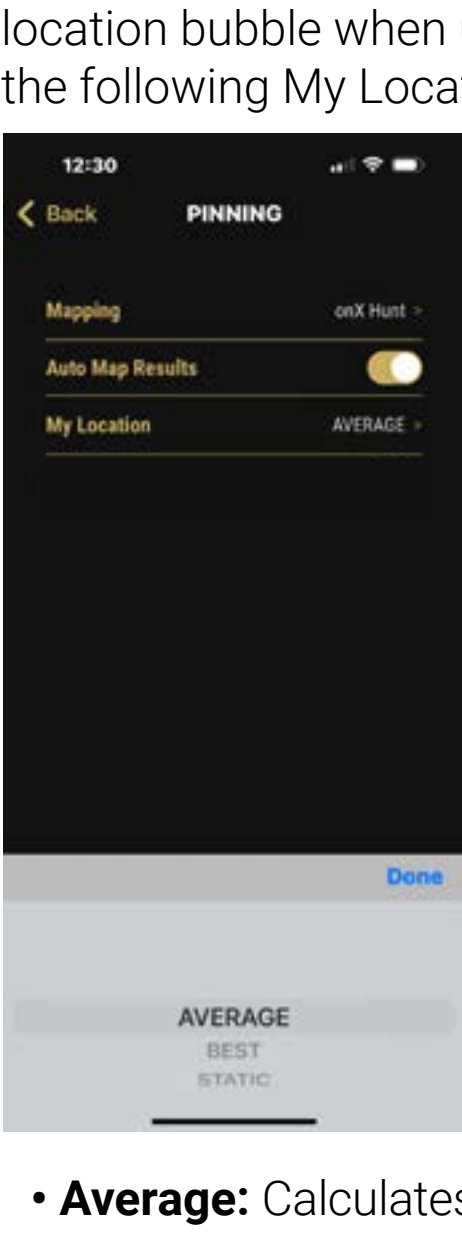 location bubble when
the following My Locat
12:30
Back PINNING
Mapping onX Hunt >
Auto Map Results
My Location AVERAGE >
Done
AVERAGE
BEST
STATIC
• Average: Calculates